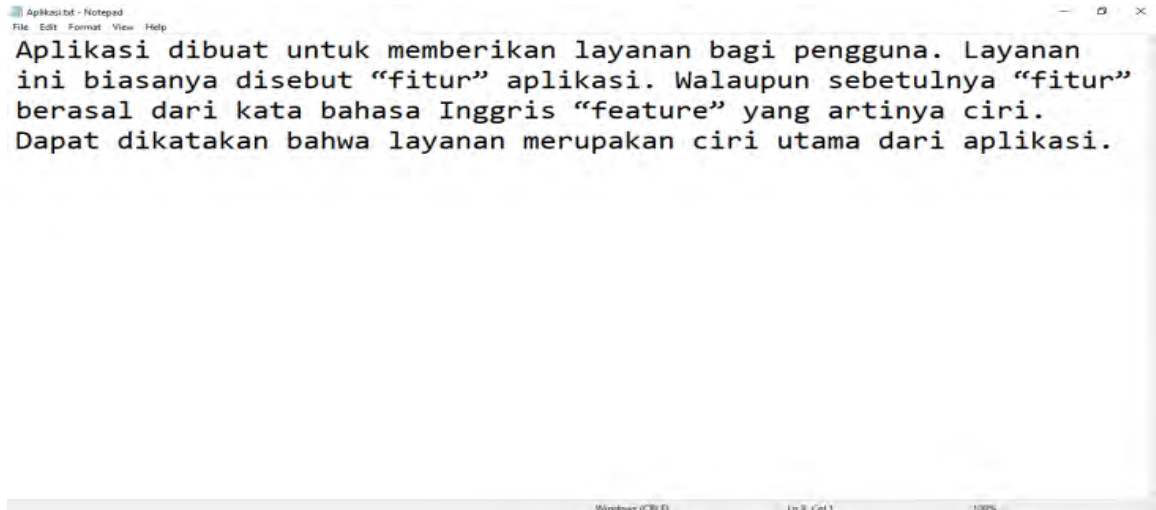 Aplikasi.txt - Notepad
File Edit Format View Help
Aplikasi dibuat untuk memberikan layanan bagi pengguna. Layanan
ini biasanya disebut “fitur” aplikasi. Walaupun sebetulnya “fitur”
berasal dari kata bahasa Inggris “feature” yang artinya ciri.
Dapat dikatakan bahwa layanan merupakan ciri utama dari aplikasi.
Windows (CRLF) Col 1 100%